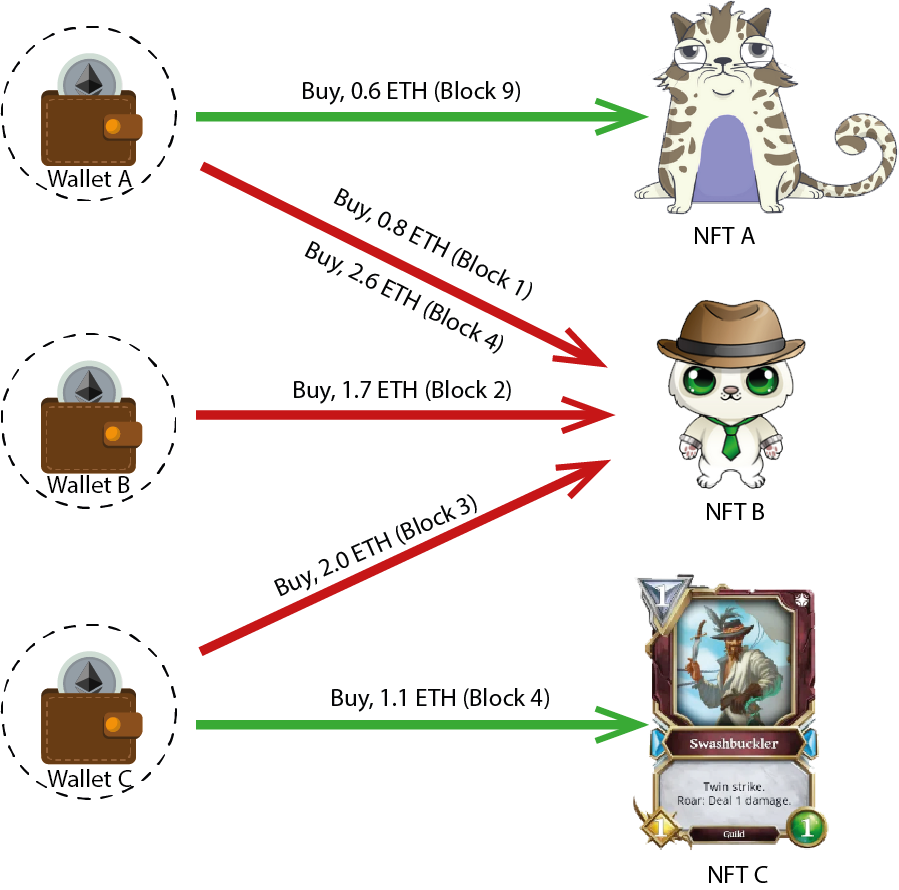 Buy, 0.6 ETH (Block 9)
Wallet A
NFT A
Buy, 0.8 ETH (Block 1)
Buy, 2.6 ETH (Block 4)
Buy, 1.7 ETH (Block 2)
Wallet B
NFT B
Buy, 2.0 ETH (Block 3)
1
Buy, 1.1 ETH (Block 4)
Wallet C
Swashbuckler
Twin strike.
Roar: Deal 1 damage.
1
Guild
1
NFT C